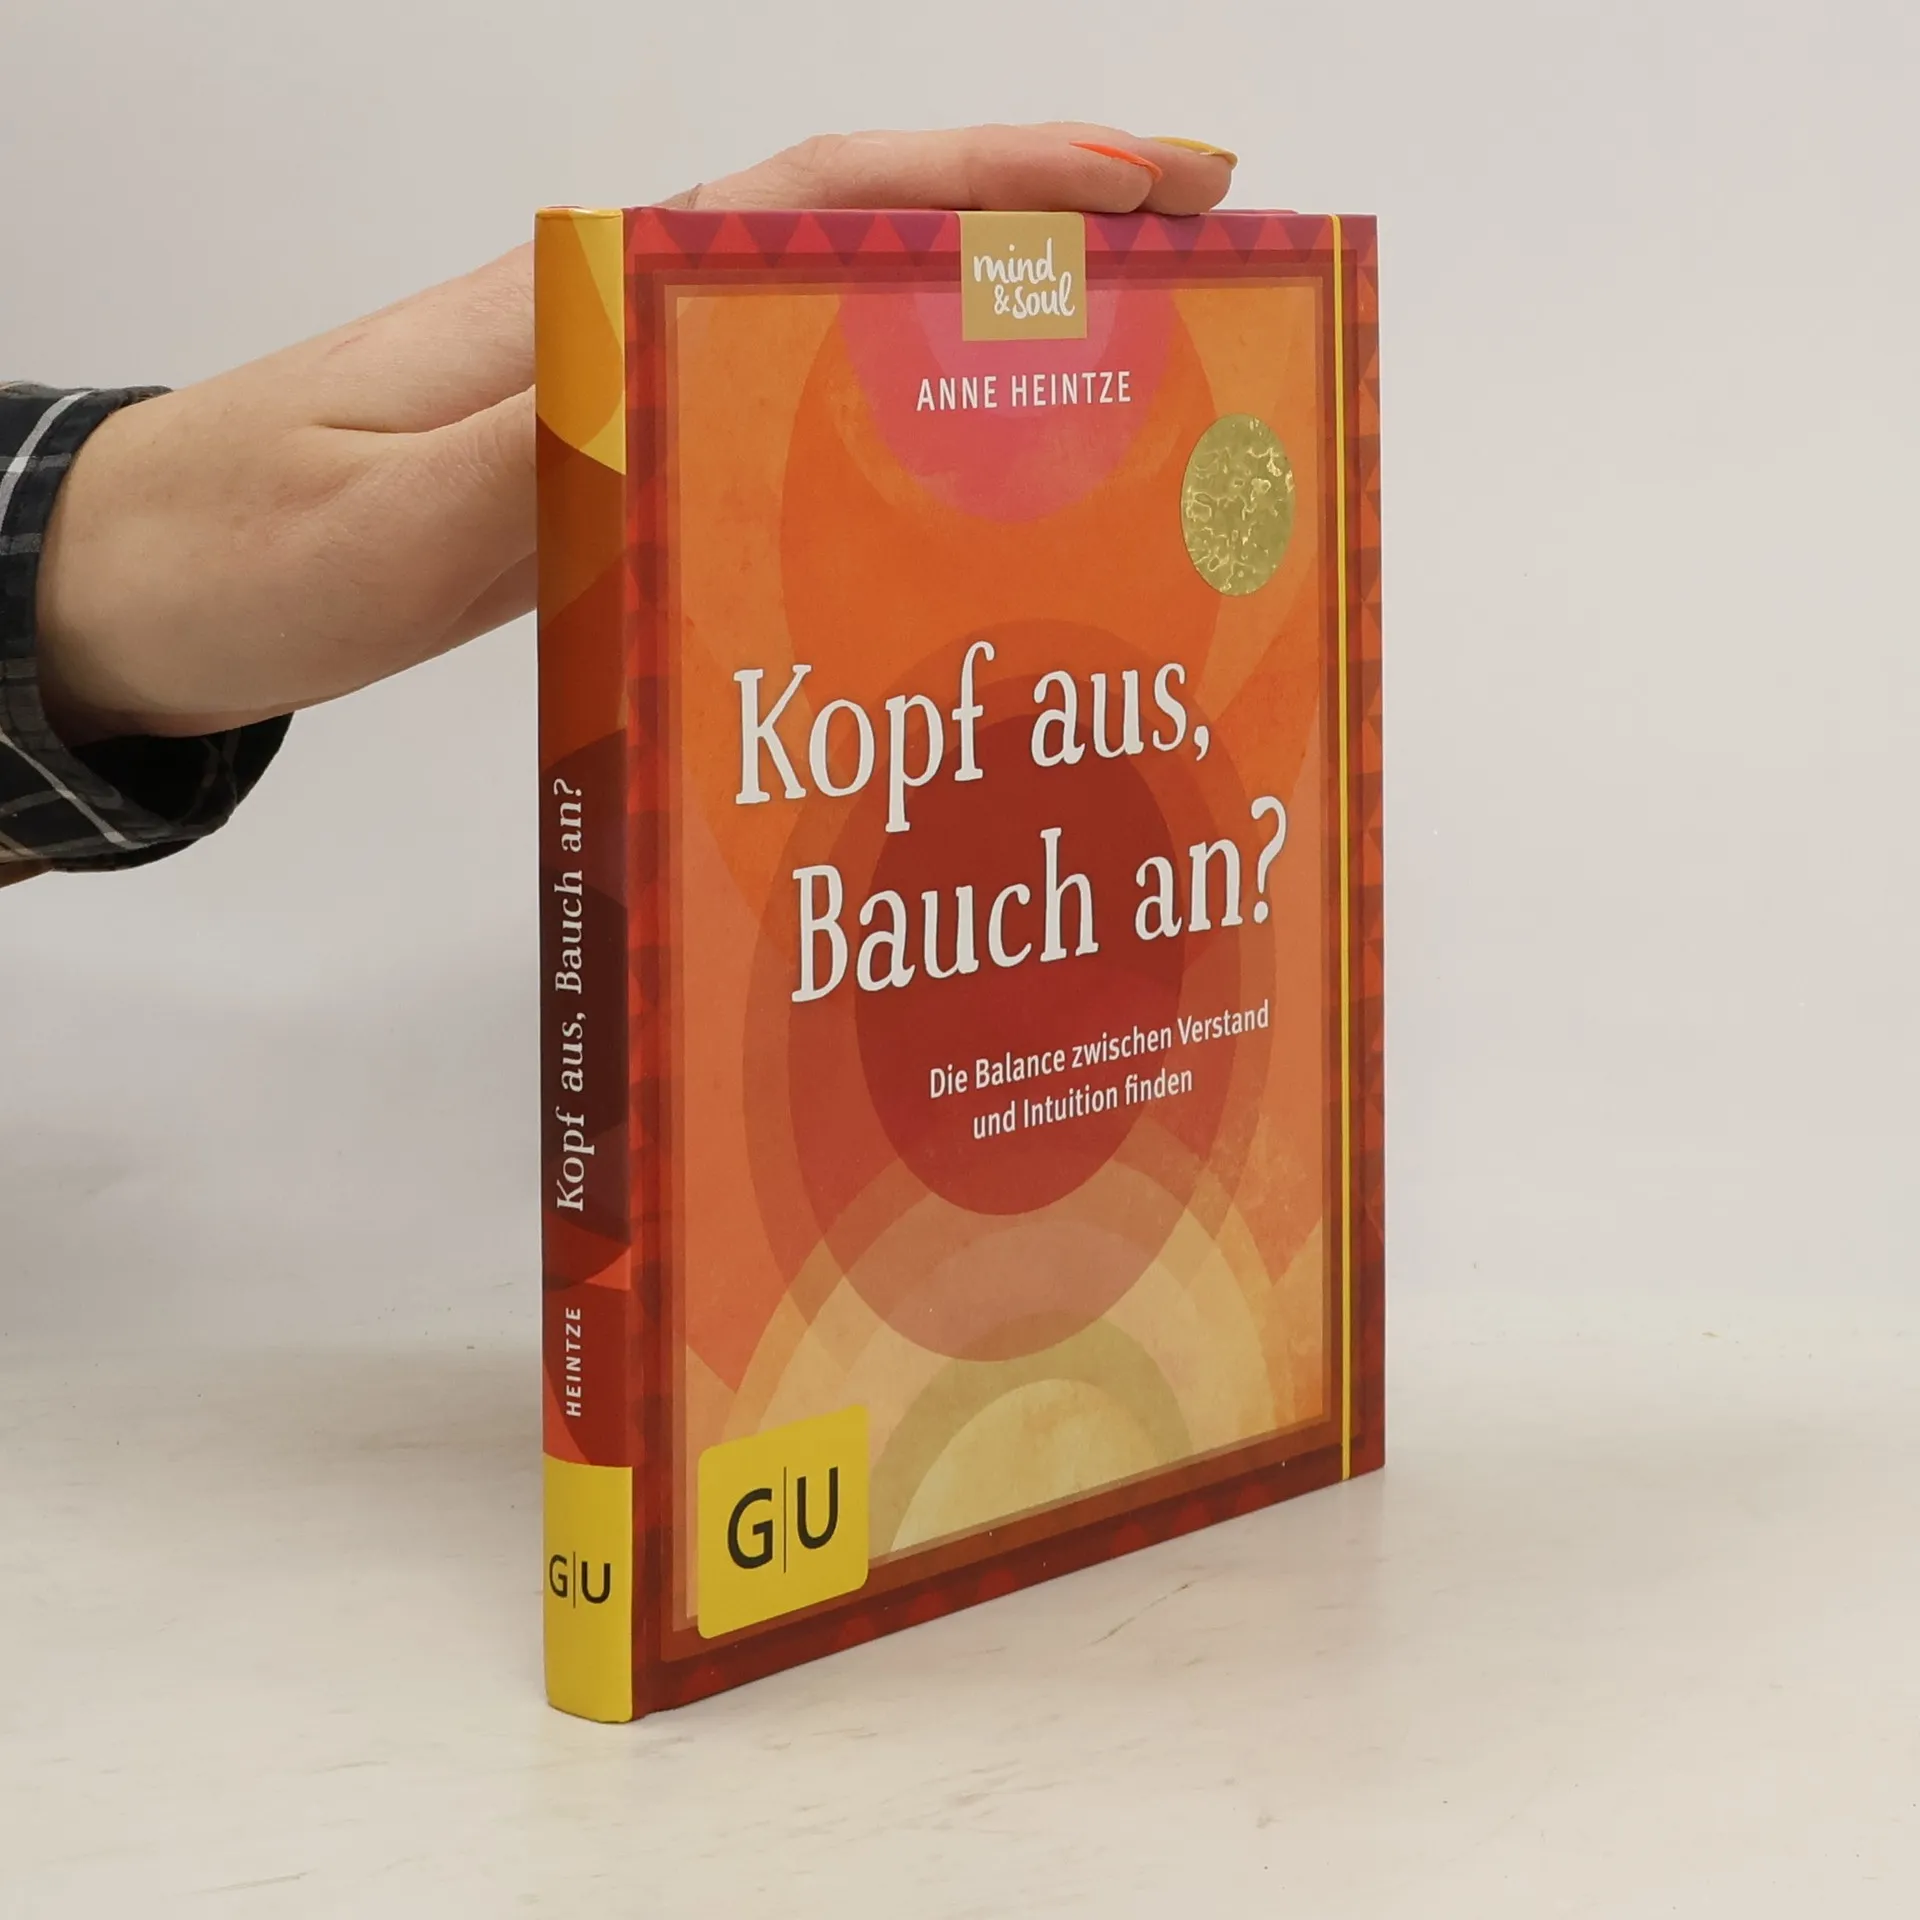 mind
& soul
ANNE HEINTZE
Kopf aus,
Bauch an?
Die Balance zwischen Verstand
und Intuition finden
G|U
Kopf aus, Bauch an?
HEINTZE
G|U